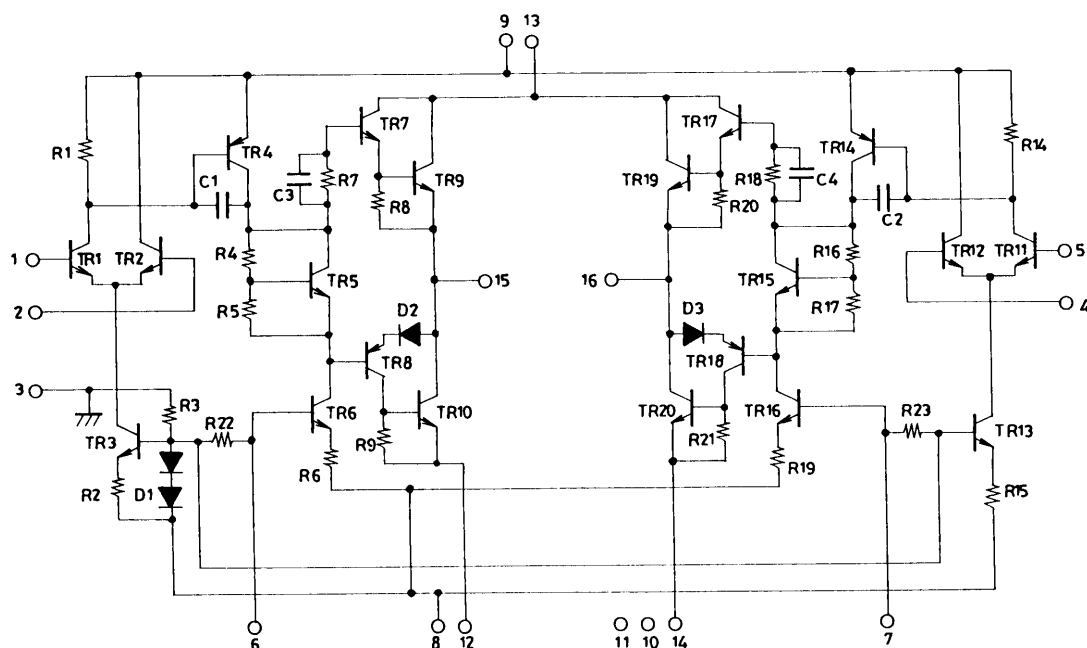 9 13
TR7 TR17
R1 TR4 TR14 R14
C1 R7 TR9 TR19 R18 C4
C3 R8 R20 C2
TR1 TR2 R4 TR12 TR11
1 TR5 15 16 TR15 R16 5
2 R5 D2 D3 R17 4
TR8 TR18
3 R3
R22 TR6 TR10 TR20 TR16 R23
TR3 R9 R21 TR13
R2 D1 R6 R19 R15
6 8 12 11 10 14 7